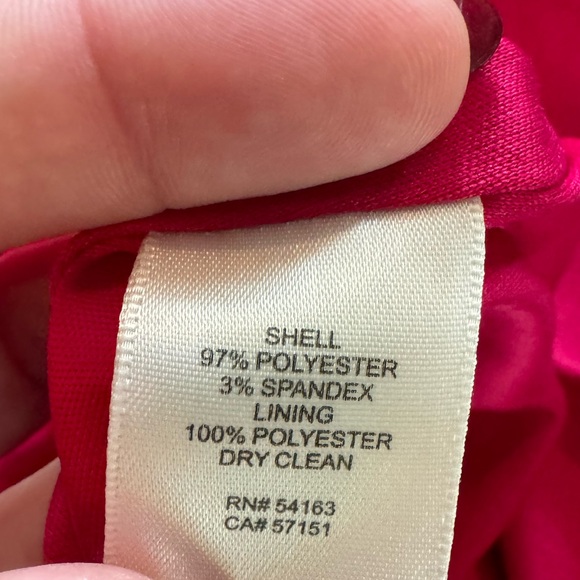 SHELL
97% POLYESTER
3% SPANDEX
LINING
100% POLYESTER
DRY CLEAN
RN# 54163
CA# 57151